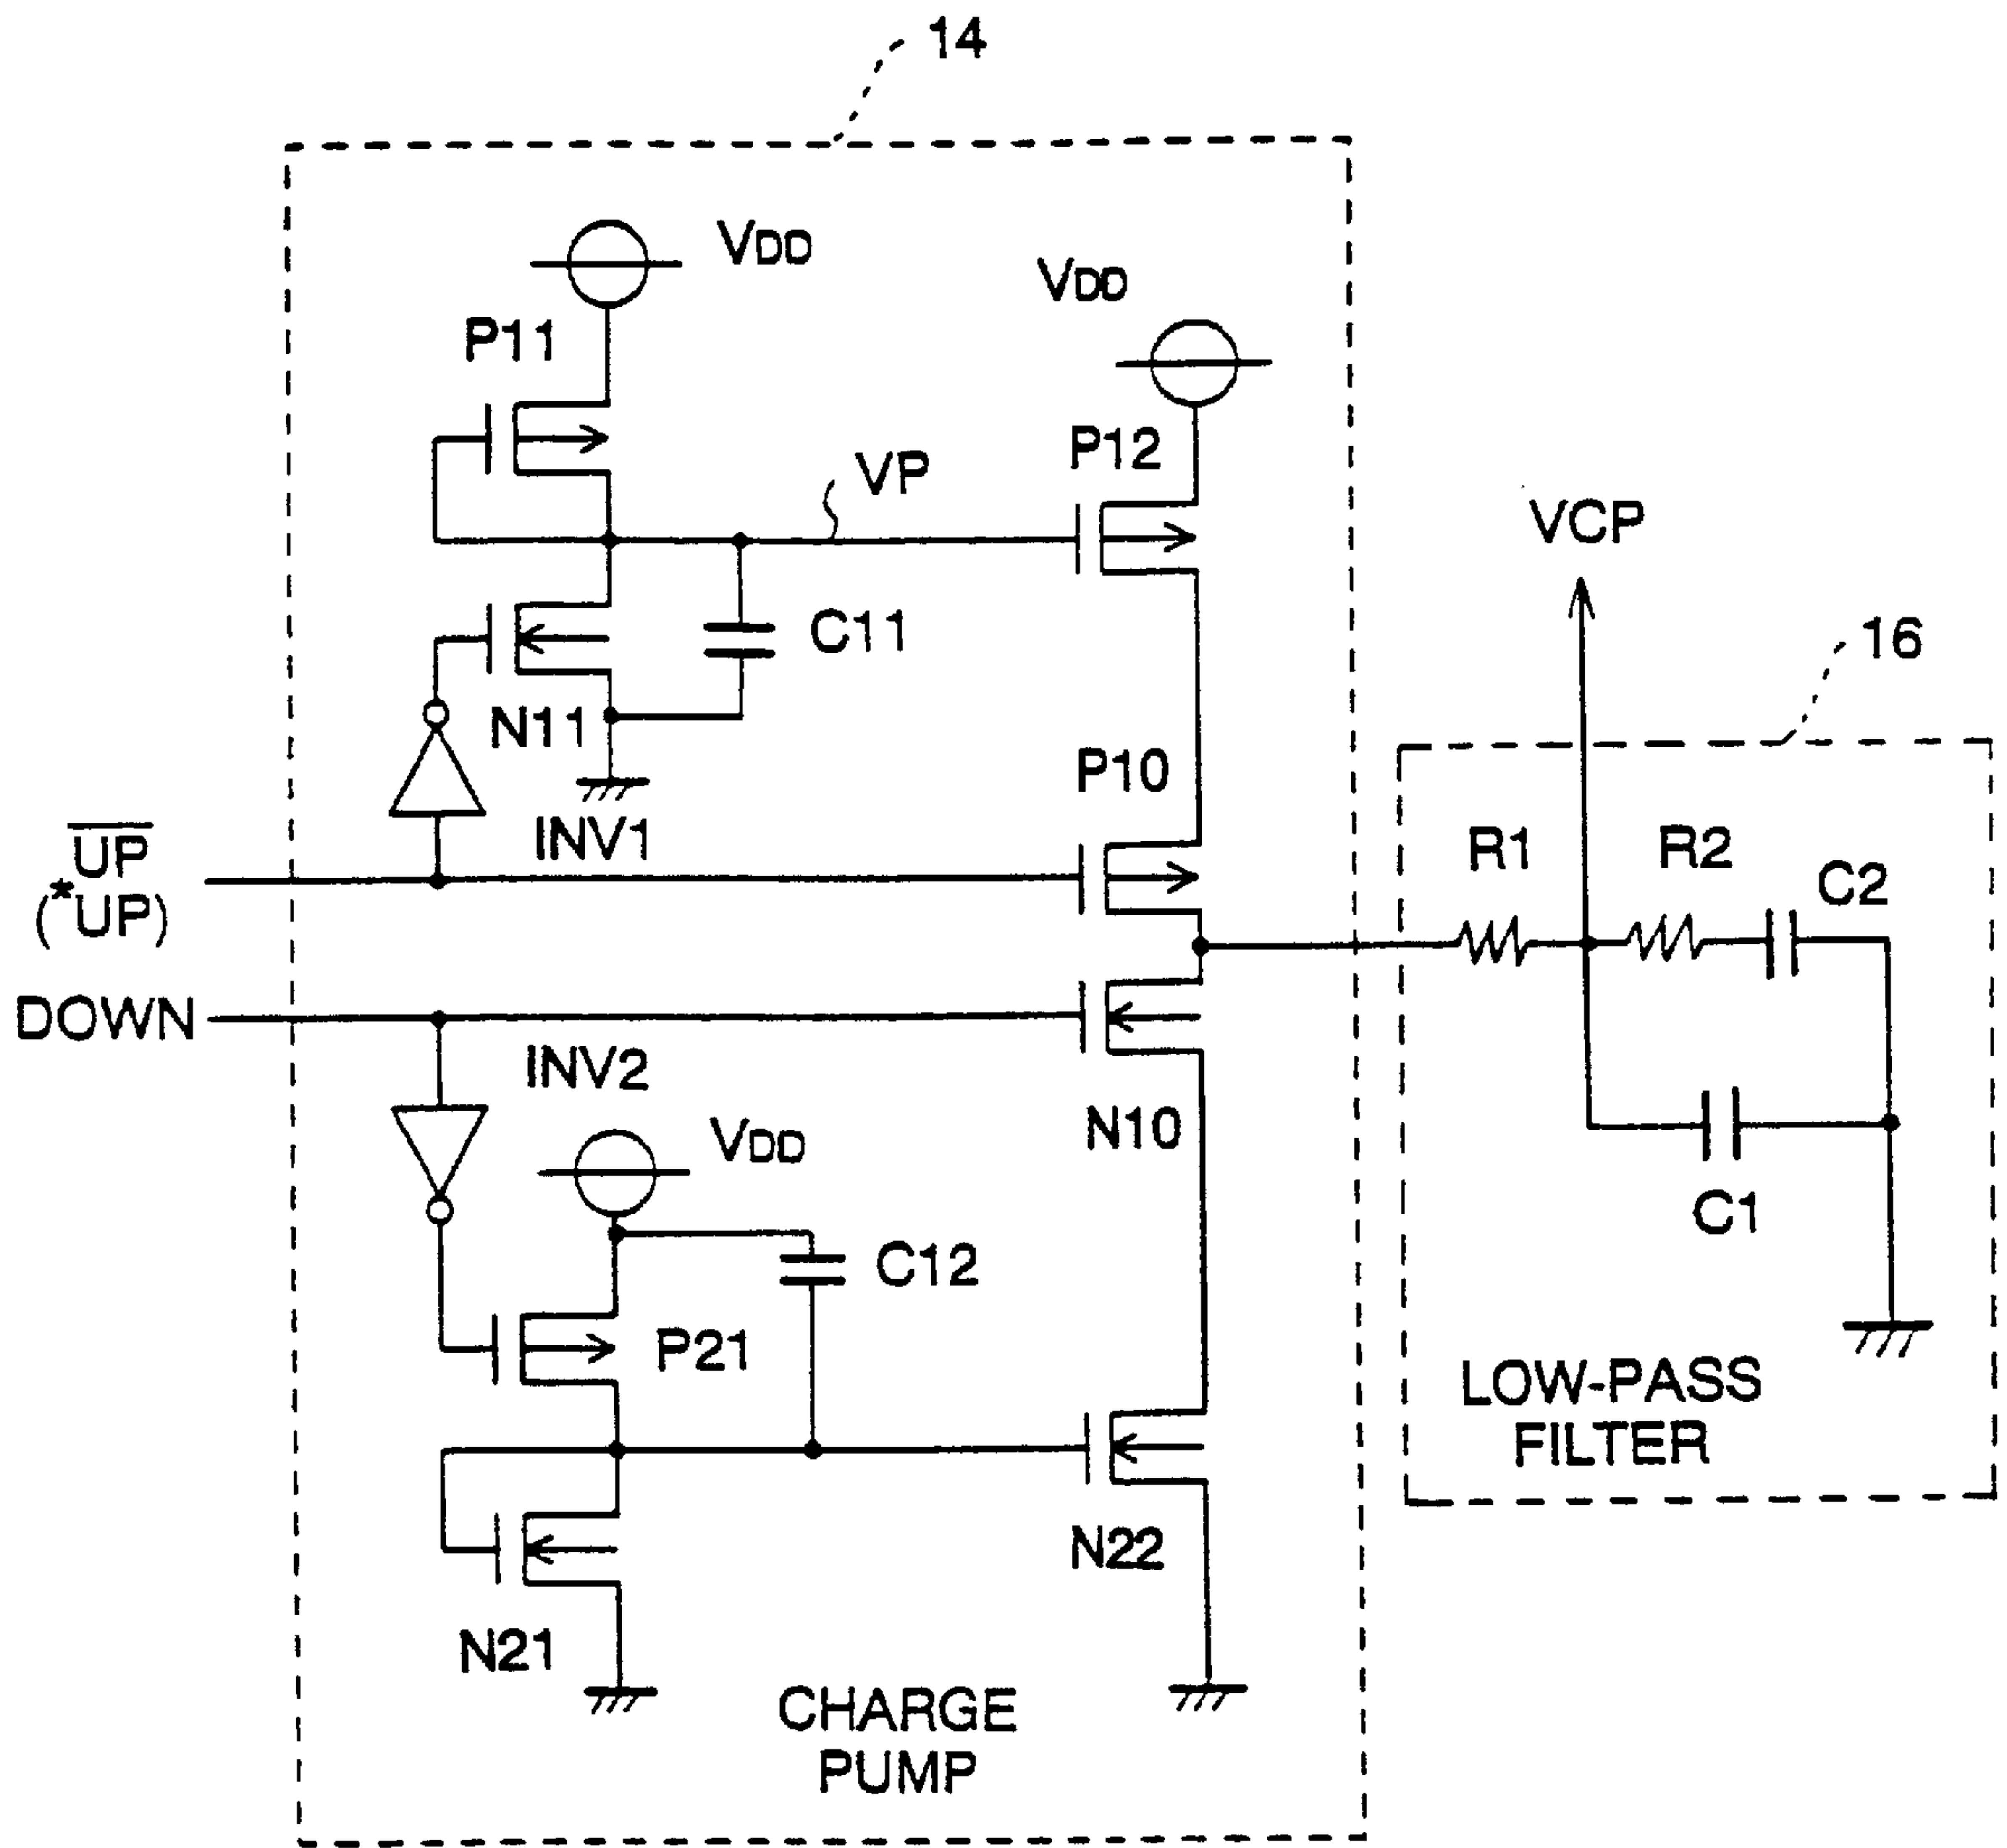 14
VDD
VDD
P11
P12
VP
VCP
C11
16
N11
P10
UP
(*UP)
INV1
R1
R2
C2
DOWN
INV2
N10
VDD
C1
C12
P21
LOW-PASS
FILTER
N22
N21
CHARGE
PUMP